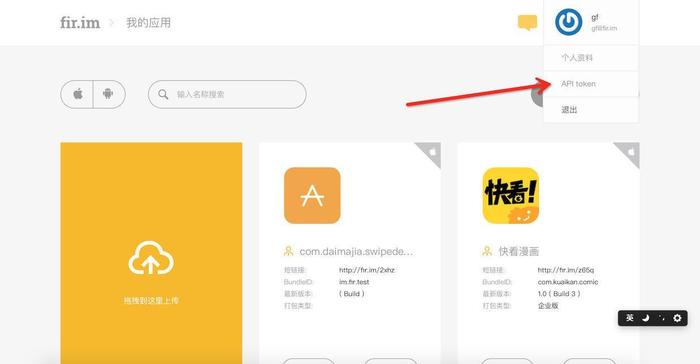 fir.im
我的应用
gf
gf@fir.im
个人资料
API token
退出
输入名称搜索
拖拽到这里上传
com.daimajia.swipede...
短链接: http://fir.im/2xhz
BundleID: im.fir.test
最新版本: ( Build )
打包类型:
快看!
快看漫画
短链接: http://fir.im/z65q
BundleID: com.kuaikan.comic
最新版本: 1.0 ( Build 3 )
打包类型: 企业版
英